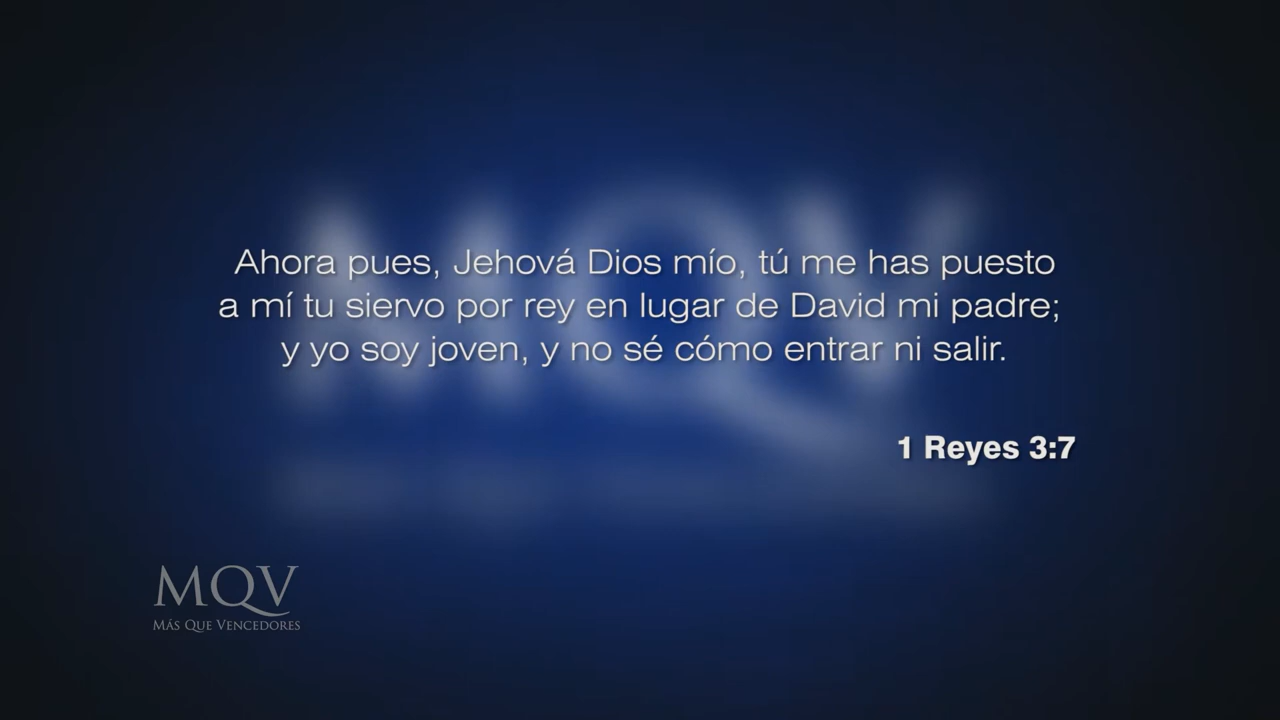 Ahora pues, Jehová Dios mío, tú me has puesto
a mí tu siervo por rey en lugar de David mi padre;
y yo soy joven, y no sé cómo entrar ni salir.
1 Reyes 3:7
MQV
MÁS QUE VENCEDORES